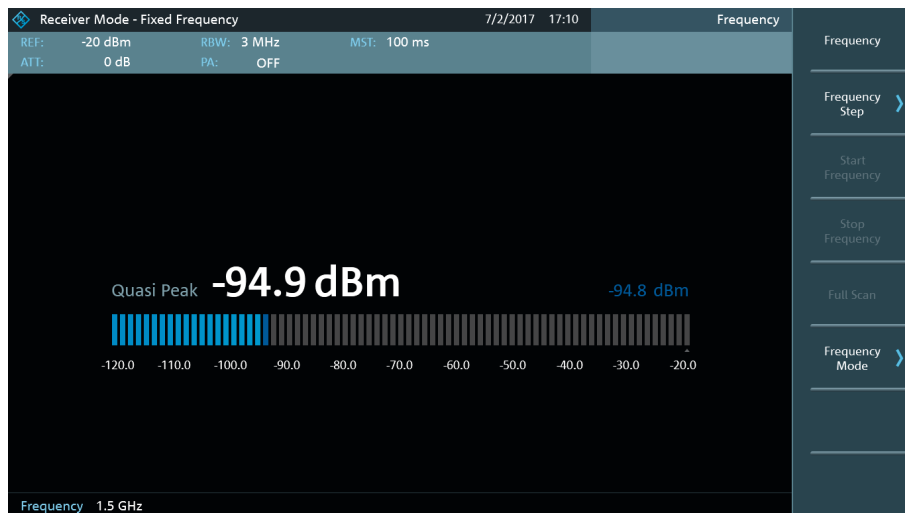 Receiver Mode - Fixed Frequency 7/2/2017 17:10 Frequency
REF: -20 dBm RBW: 3 MHz MST: 100 ms
ATT: 0 dB PA: OFF
Quasi Peak -94.9 dBm -94.8 dBm
-120.0 -110.0 -100.0 -90.0 -80.0 -70.0 -60.0 -50.0 -40.0 -30.0 -20.0
Frequency 1.5 GHz
Frequency
Frequency
Step
Start
Frequency
Stop
Frequency
Full Scan
Frequency
Mode